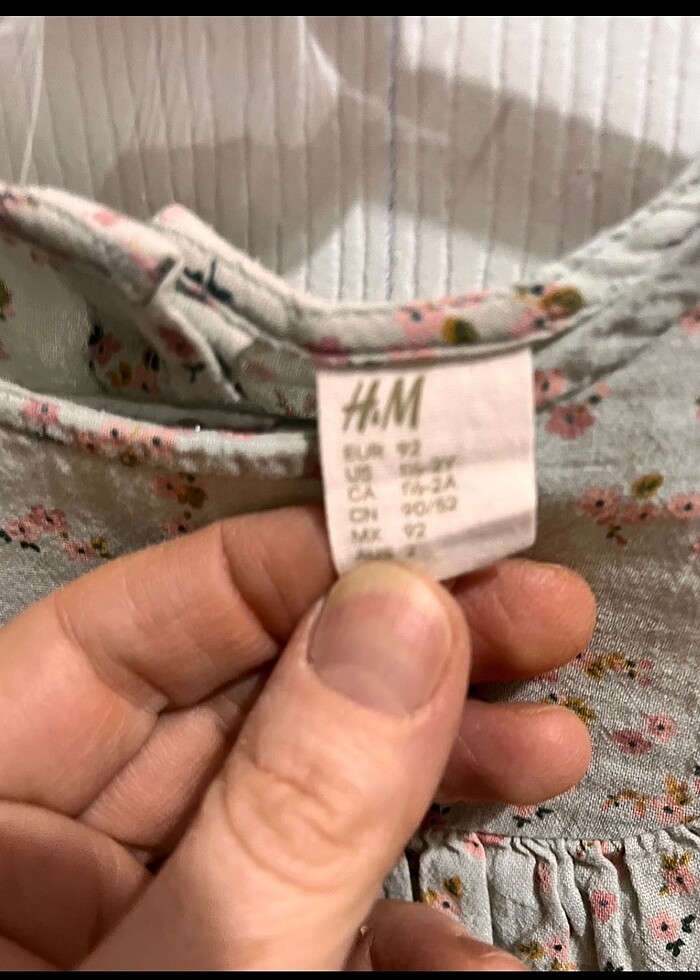 H&M
EUR 92
US 1½-2Y
CA 1½-2A
CN 90/52
MX 92